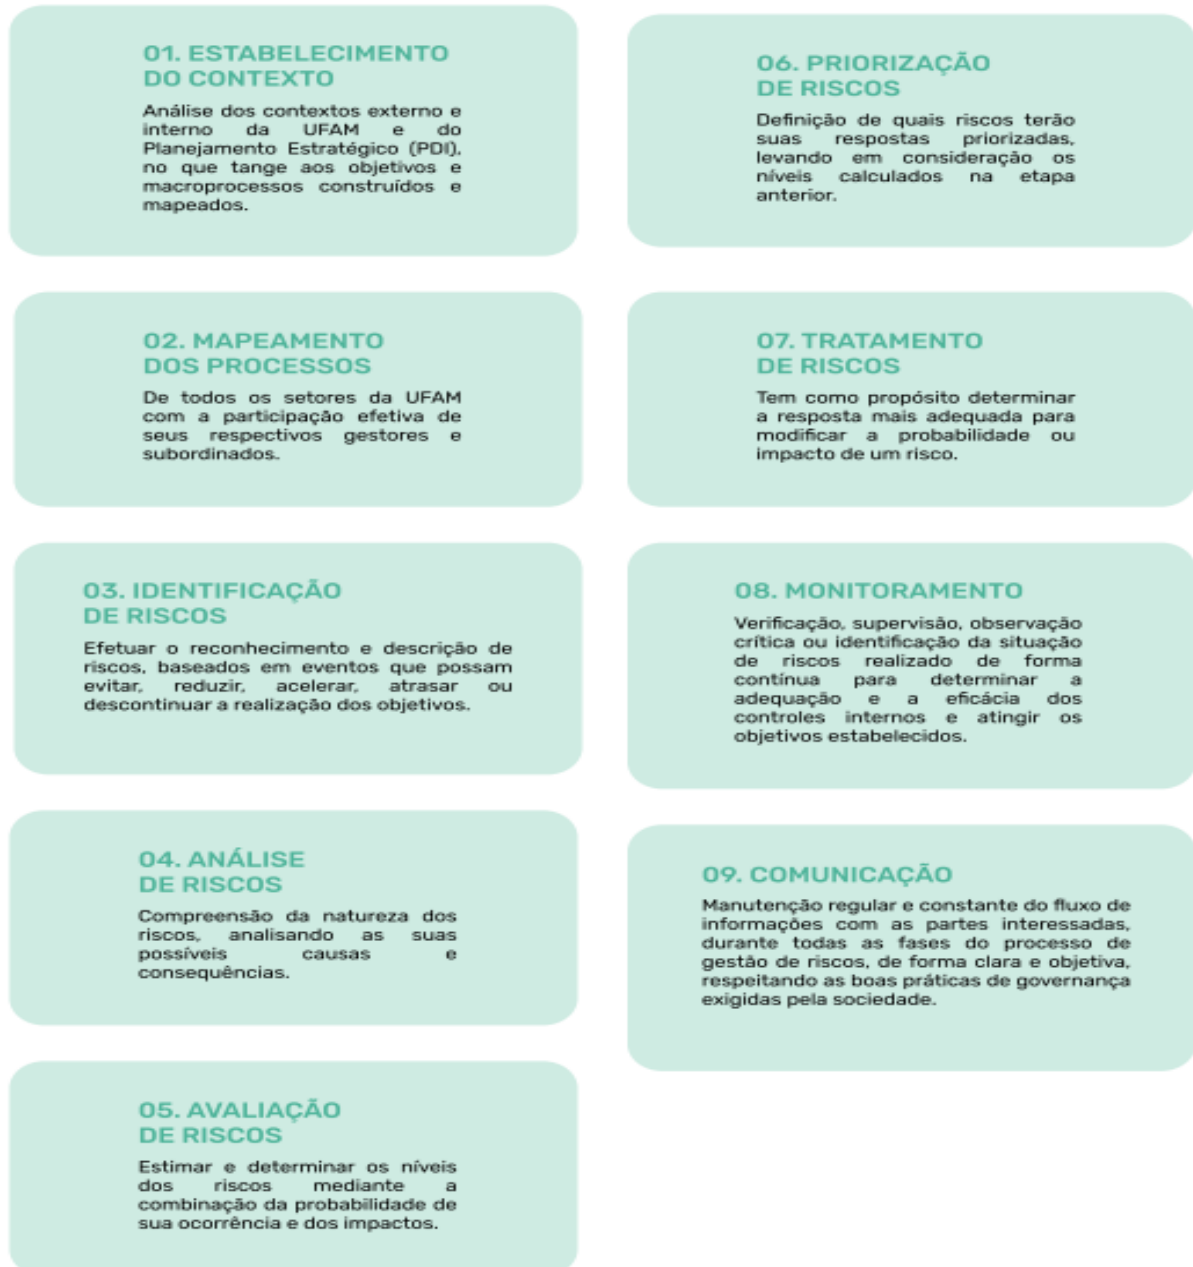 01. ESTABELECIMENTO
DO CONTEXTO
Análise dos contextos externo e
interno da UFAM e do
Planejamento Estratégico (PDI),
no que tange aos objetivos e
macroprocessos construídos e
mapeados.
02. MAPEAMENTO
DOS PROCESSOS
De todos os setores da UFAM
com a participação efetiva de
seus respectivos gestores e
subordinados.
03. IDENTIFICAÇÃO
DE RISCOS
Efetuar o reconhecimento e descrição de
riscos, baseados em eventos que possam
evitar, reduzir, acelerar, atrasar ou
descontinuar a realização dos objetivos.
04. ANÁLISE
DE RISCOS
Compreensão da natureza dos
riscos, analisando as suas
possíveis causas e
consequências.
05. AVALIAÇÃO
DE RISCOS
Estimar e determinar os níveis
dos riscos mediante a
combinação da probabilidade de
sua ocorrência e dos impactos.
06. PRIORIZAÇÃO
DE RISCOS
Definição de quais riscos terão
suas respostas priorizadas,
levando em consideração os
níveis calculados na etapa
anterior.
07. TRATAMENTO
DE RISCOS
Tem como propósito determinar
a resposta mais adequada para
modificar a probabilidade ou
impacto de um risco.
08. MONITORAMENTO
Verificação, supervisão, observação
crítica ou identificação da situação
de riscos realizado de forma
contínua para determinar a
adequação e a eficácia dos
controles internos e atingir os
objetivos estabelecidos.
09. COMUNICAÇÃO
Manutenção regular e constante do fluxo de
informações com as partes interessadas,
durante todas as fases do processo de
gestão de riscos, de forma clara e objetiva,
respeitando as boas práticas de governança
exigidas pela sociedade.